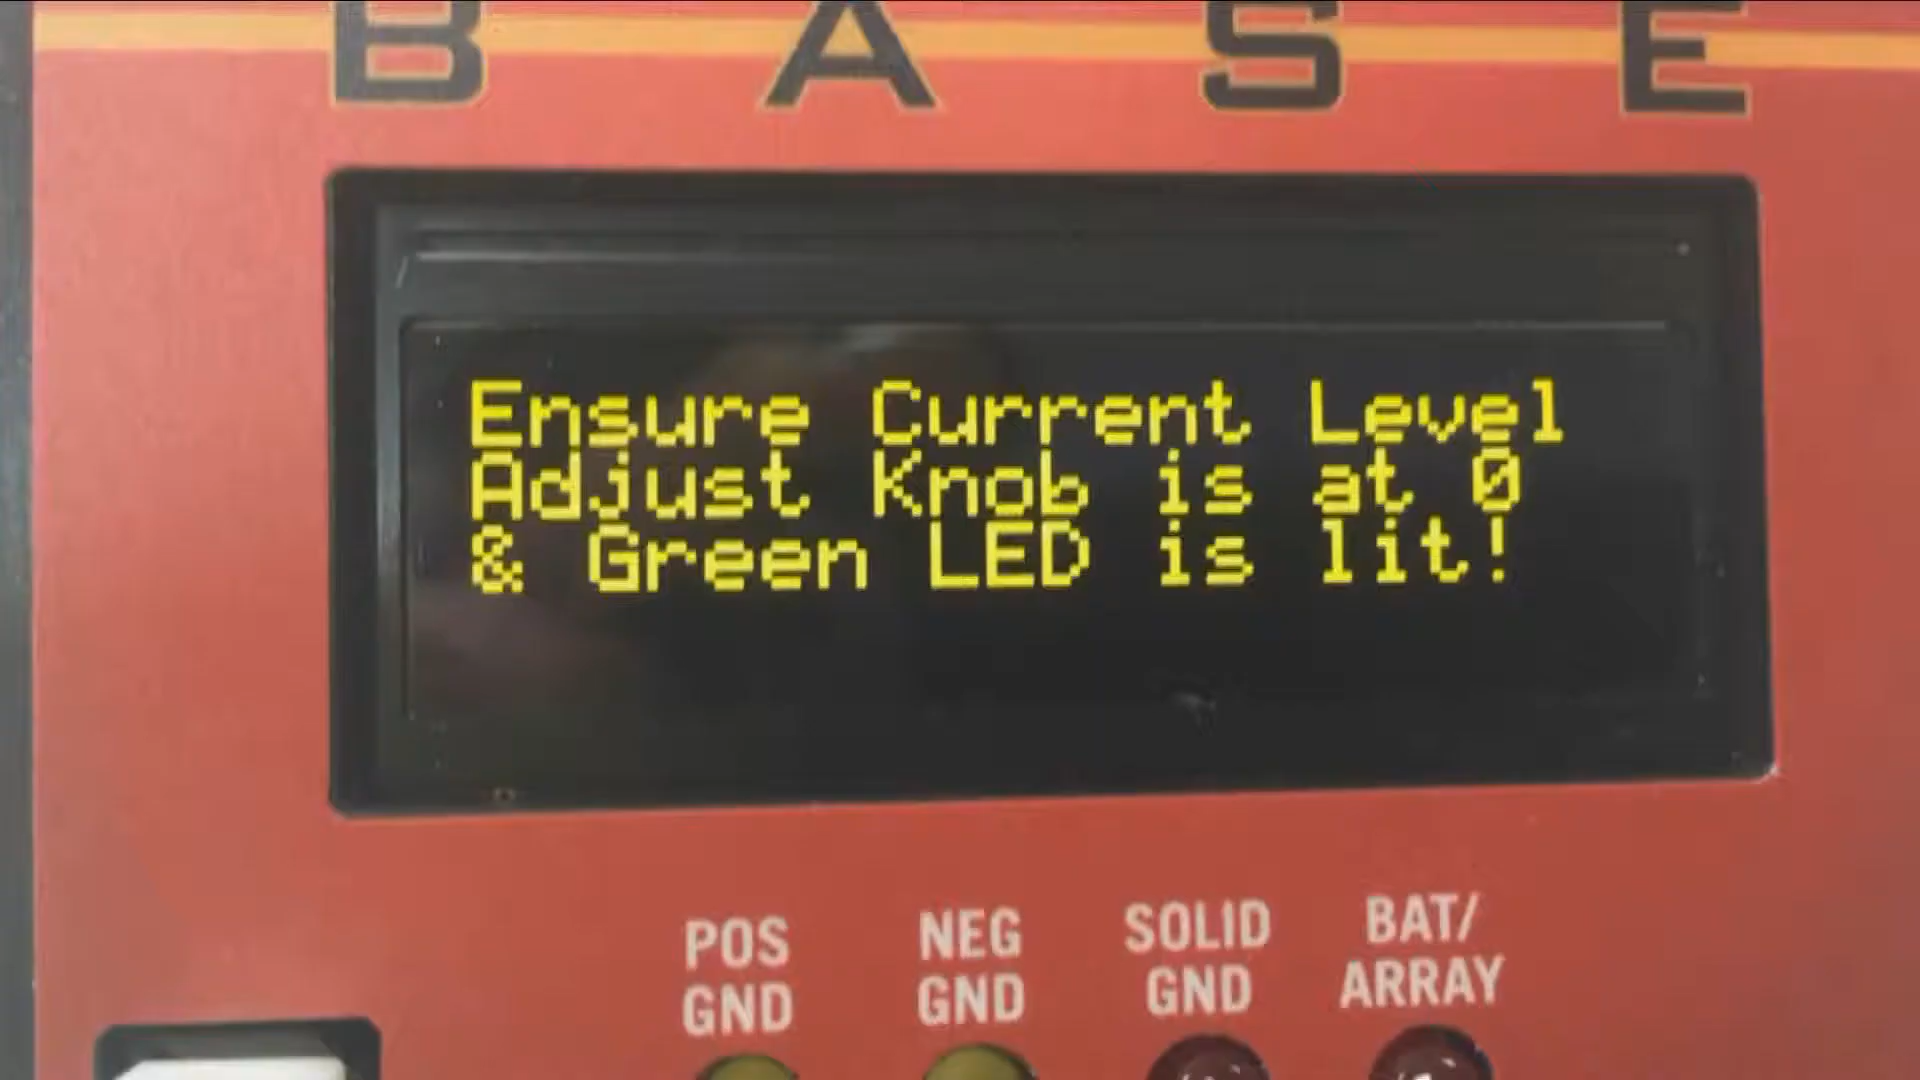 B A S E
Ensure Current Level
Adjust Knob is at 0
& Green LED is lit!
POS GND
NEG GND
SOLID GND
BAT/ ARRAY